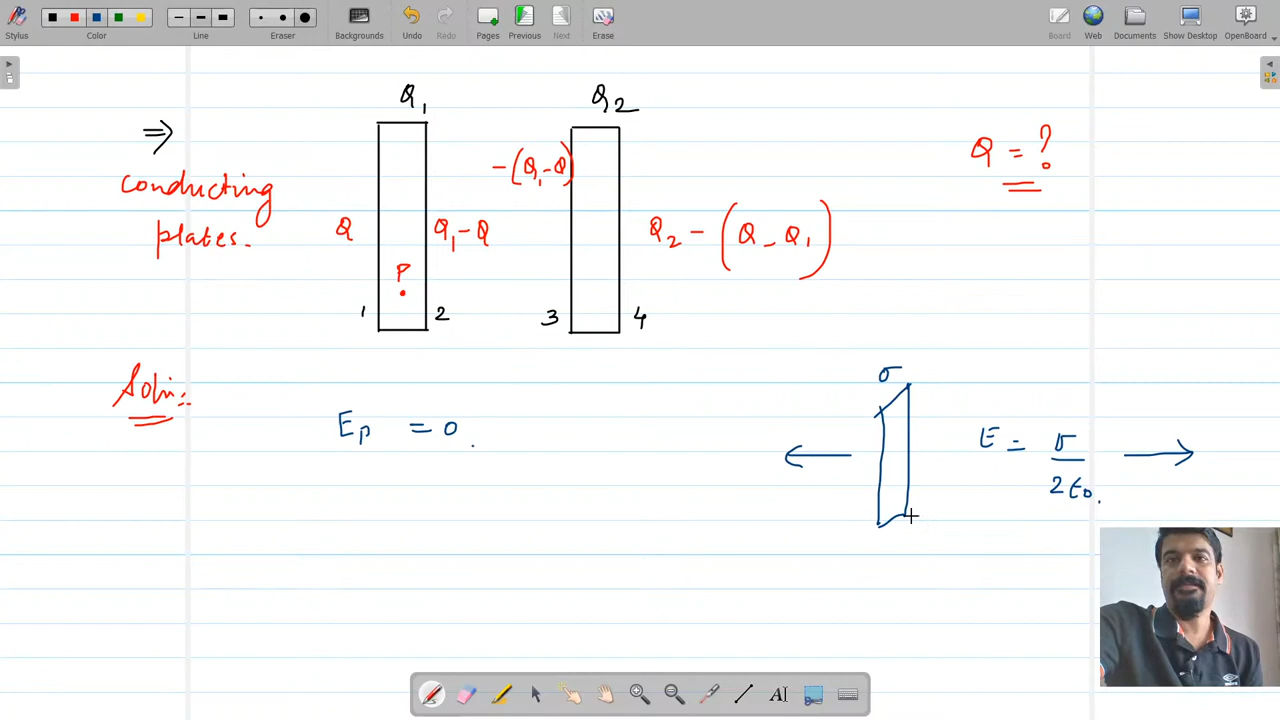 Stylus
Color
Line
Eraser
Backgrounds
Undo
Redo
Pages
Previous
Next
Erase
Board
Web
Documents
Show Desktop
OpenBoard
Q₁ Q₂
⇒
conducting
plates.
Q
Q₁-Q
-(Q₁-Q)
Q₂ - (Q - Q₁)
P
1 2 3 4
Q = ?
Soln:
E_P = 0.
σ
E = σ/2ε₀.